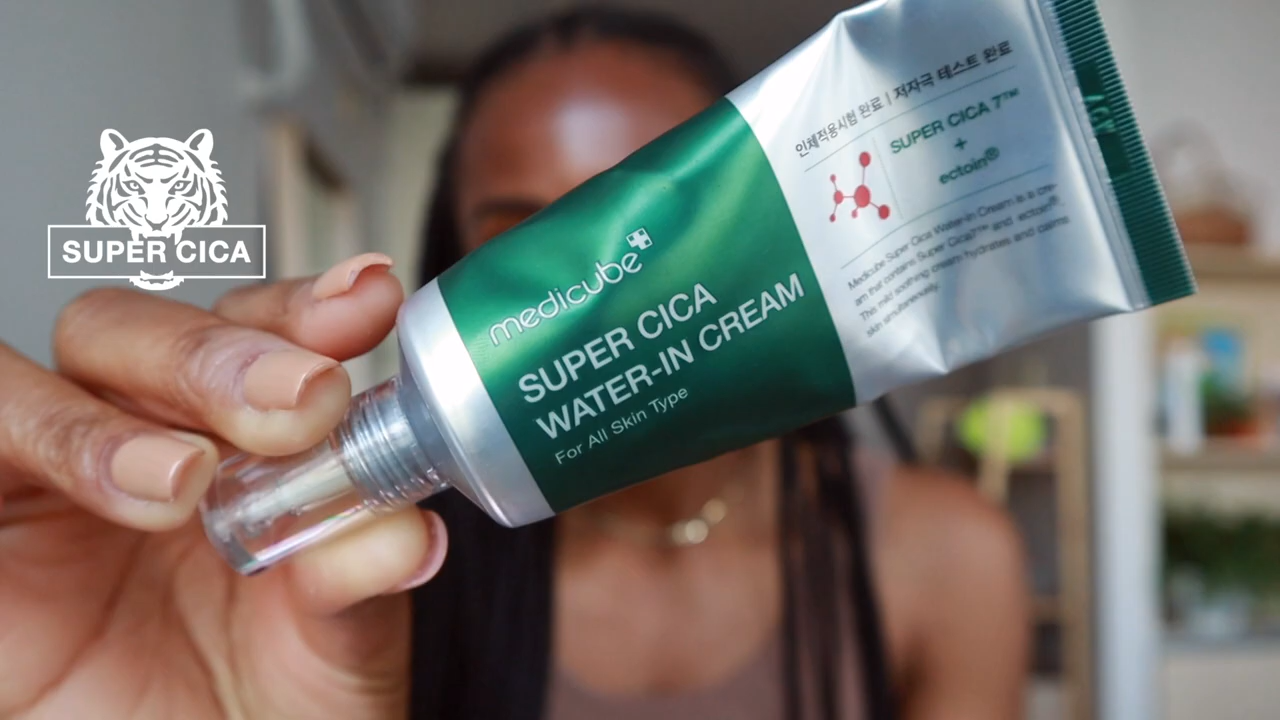 SUPER CICA
medicube
SUPER CICA
WATER-IN CREAM
For All Skin Type
인체적용시험 완료 | 저자극 테스트 완료
SUPER CICA 7™
+
ectoin®
Medicube Super Cica Water-in Cream is a cre-
am that contains Super Cica7™ and ectoin®.
This mild soothing cream hydrates and calms
skin simultaneously.